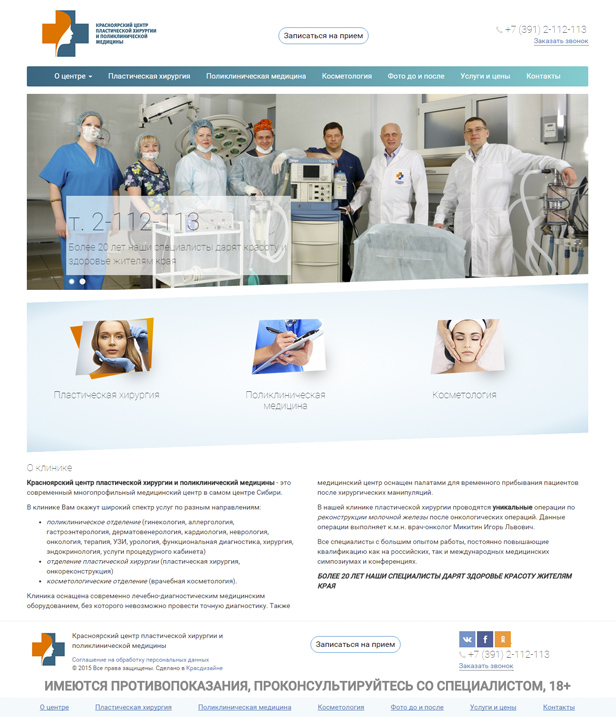 КРАСНОЯРСКИЙ ЦЕНТР
ПЛАСТИЧЕСКОЙ ХИРУРГИИ
И ПОЛИКЛИНИЧЕСКОЙ
МЕДИЦИНЫ
Записаться на прием
+7 (391) 2-112-113
Заказать звонок
О центре
Пластическая хирургия
Поликлиническая медицина
Косметология
Фото до и после
Услуги и цены
Контакты
т. 2-112-113
Более 20 лет наши специалисты дарят красоту и
здоровье жителям края
Пластическая хирургия
Поликлиническая
медицина
Косметология
О клинике
Красноярский центр пластической хирургии и поликлинической медицины - это
современный многопрофильный медицинский центр в самом центре Сибири.
В клинике Вам окажут широкий спектр услуг по разным направлениям:
• поликлиническое отделение (гинекология, аллергология,
гастроэнтерология, дерматовенерология, кардиология, неврология,
онкология, терапия, УЗИ, урология, функциональная диагностика, хирургия,
эндокринология, услуги процедурного кабинета)
• отделение пластической хирургии (пластическая хирургия,
онкореконструкция)
• косметологические отделение (врачебная косметология).
Клиника оснащена современно лечебно-диагностическим медицинским
оборудованием, без которого невозможно провести точную диагностику. Также
медицинский центр оснащен палатами для временного прибывания пациентов
после хирургических манипуляций.
В нашей клинике пластической хирургии проводятся уникальные операции по
реконструкции молочной железы после онкологических операций. Данные
операции выполняет к.м.н. врач-онколог Микитин Игорь Львович.
Все специалисты с большим опытом работы, постоянно повышающие
квалификацию как на российских, так и международных медицинских
симпозиумах и конференциях.
БОЛЕЕ 20 ЛЕТ НАШИ СПЕЦИАЛИСТЫ ДАРЯТ ЗДОРОВЬЕ КРАСОТУ ЖИТЕЛЯМ
КРАЯ
Красноярский центр пластической хирургии и
поликлинической медицины
Соглашение на обработку персональных данных
© 2015 Все права защищены. Сделано в Красдизайне
Записаться на прием
+7 (391) 2-112-113
Заказать звонок
ИМЕЮТСЯ ПРОТИВОПОКАЗАНИЯ, ПРОКОНСУЛЬТИРУЙТЕСЬ СО СПЕЦИАЛИСТОМ, 18+
О центре
Пластическая хирургия
Поликлиническая медицина
Косметология
Фото до и после
Услуги и цены
Контакты